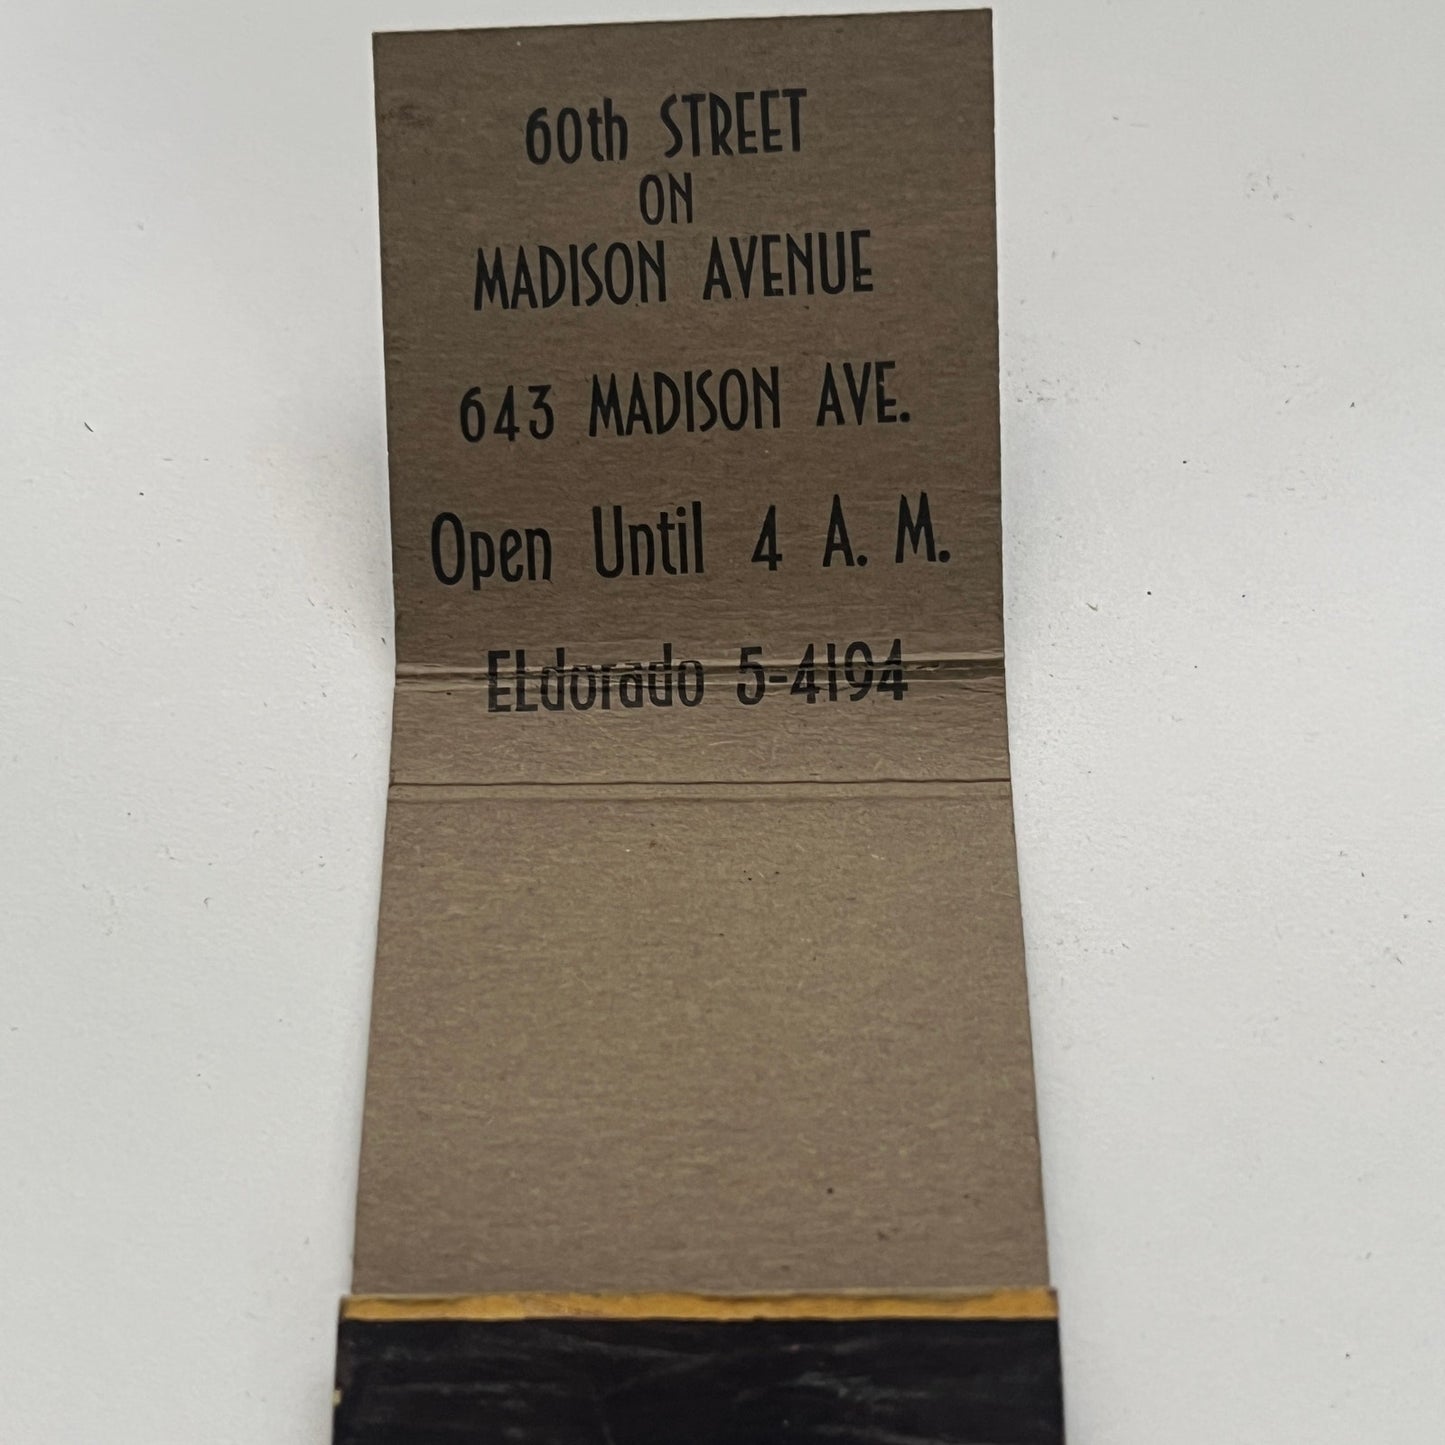 60th STREET
ON
MADISON AVENUE
643 MADISON AVE.
Open Until 4 A. M.
ELdorado 5-4194